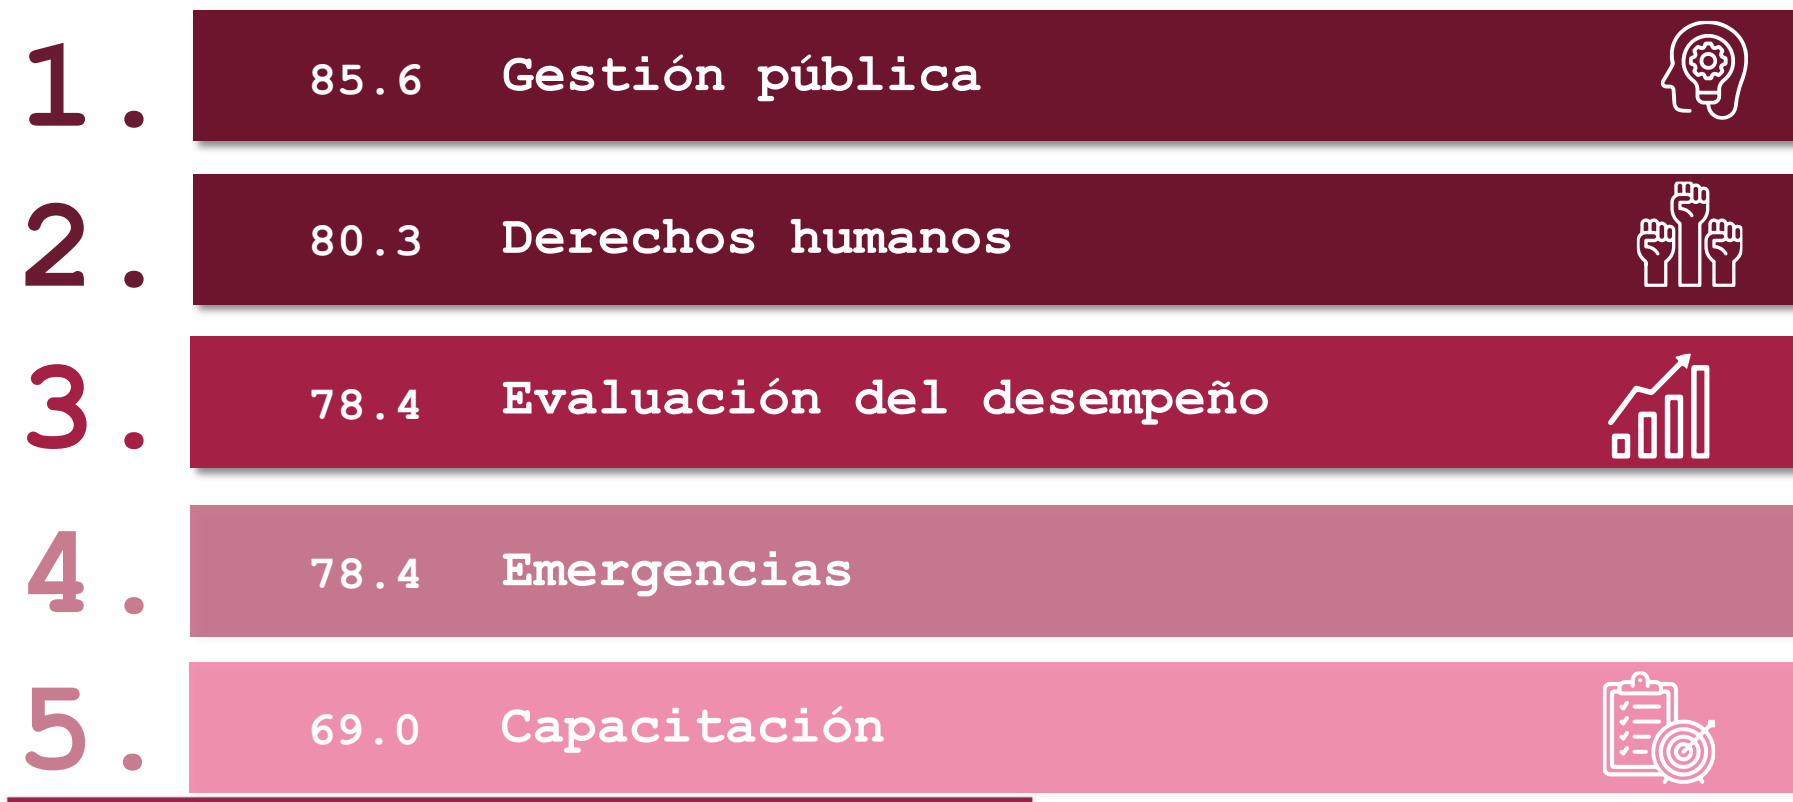 1. 85.6 Gestión pública
2. 80.3 Derechos humanos
3. 78.4 Evaluación del desempeño
4. 78.4 Emergencias
5. 69.0 Capacitación